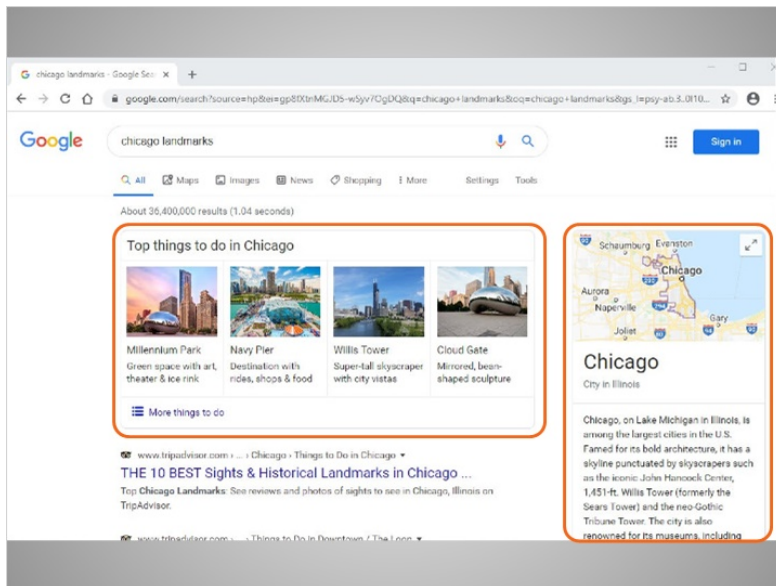 chicago landmarks - Google Sea
google.com/search?source=hp&ei=
chicago+landmarks&oq=chicago+landmarks&gs_l=psy-ab.3..0l10...
Google
chicago landmarks
Sign in
All Maps Images News Shopping More Settings Tools
About 36,400,000 results (1.04 seconds)
Top things to do in Chicago
Millennium Park
Green space with art,
theater & ice rink
Navy Pier
Destination with
rides, shops & food
Willis Tower
Super-tall skyscraper
with city vistas
Cloud Gate
Mirrored, bean-
shaped sculpture
More things to do
www.tripadvisor.com › ... › Chicago › Things to Do in Chicago
THE 10 BEST Sights & Historical Landmarks in Chicago ...
Top Chicago Landmarks: See reviews and photos of sights to see in Chicago, Illinois on
TripAdvisor.
www.tripadvisor.com › ... › Things to Do in Downtown / The Loop
Schaumburg Evanston
Chicago
Aurora
Naperville
Gary
Joliet
Chicago
City in Illinois
Chicago, on Lake Michigan in Illinois, is
among the largest cities in the U.S.
Famed for its bold architecture, it has a
skyline punctuated by skyscrapers such
as the iconic John Hancock Center,
1,451-ft. Willis Tower (formerly the
Sears Tower) and the neo-Gothic
Tribune Tower. The city is also
renowned for its museums, including